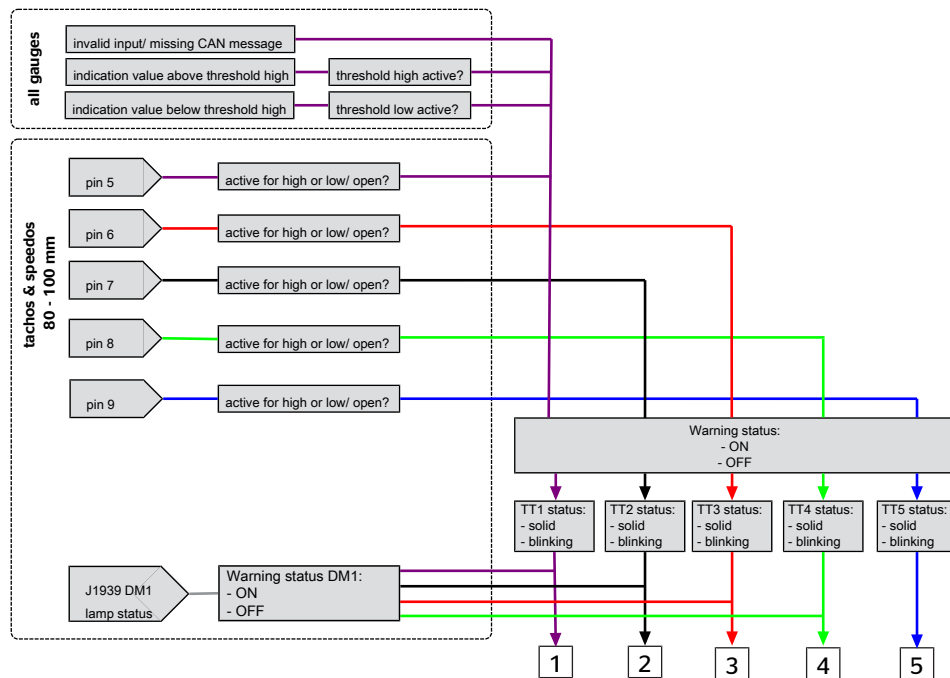 all gauges
invalid input/ missing CAN message
indication value above threshold high
threshold high active?
indication value below threshold high
threshold low active?
tachos & speedos
80 - 100 mm
pin 5
active for high or low/ open?
pin 6
active for high or low/ open?
pin 7
active for high or low/ open?
pin 8
active for high or low/ open?
pin 9
active for high or low/ open?
Warning status:
- ON
- OFF
TT1 status:
- solid
- blinking
TT2 status:
- solid
- blinking
TT3 status:
- solid
- blinking
TT4 status:
- solid
- blinking
TT5 status:
- solid
- blinking
J1939 DM1
lamp status
Warning status DM1:
- ON
- OFF
1
2
3
4
5